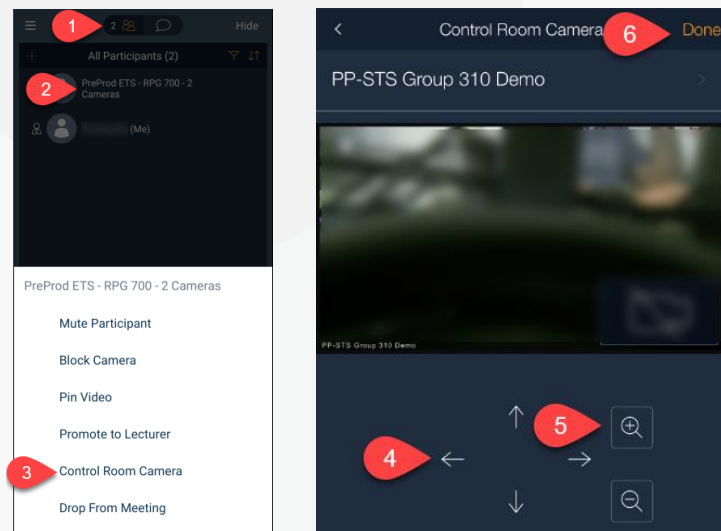 1
2
Hide
All Participants (2)
2
PreProd ETS - RPG 700 - 2
Cameras
(Me)
PreProd ETS - RPG 700 - 2 Cameras
Mute Participant
Block Camera
Pin Video
Promote to Lecturer
3
Control Room Camera
Drop From Meeting
Control Room Camera
6
Done
PP-STS Group 310 Demo
PP-STS Group 310 Demo
5
4